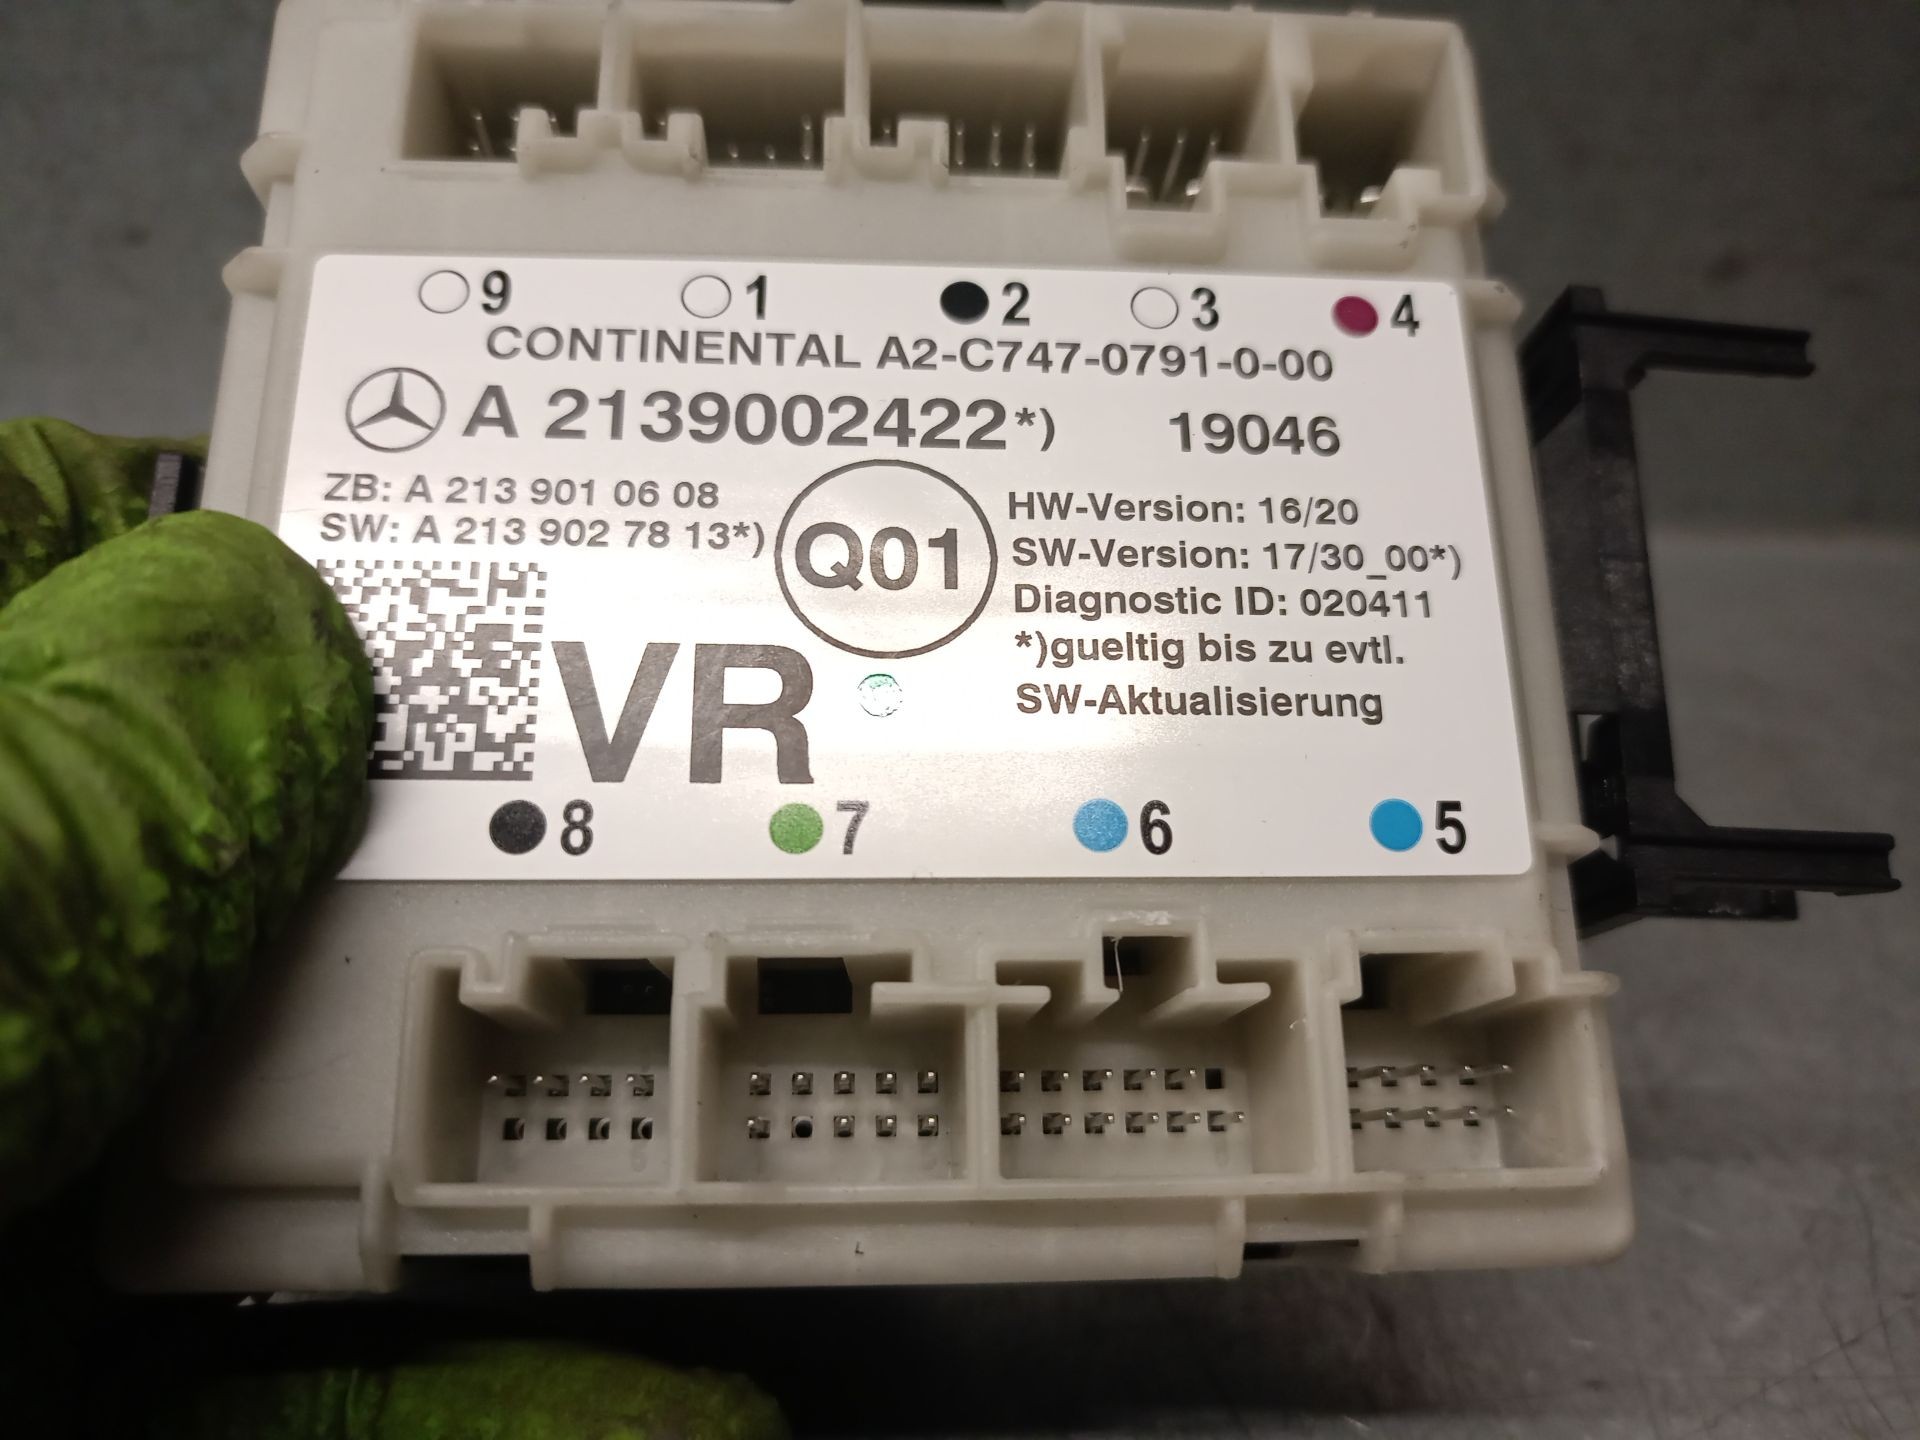 9 1 2 3 4
CONTINENTAL A2-C747-0791-0-00
A 2139002422*) 19046
ZB: A 213 901 06 08
SW: A 213 902 78 13*)
Q01
HW-Version: 16/20
SW-Version: 17/30_00*)
Diagnostic ID: 020411
*)gueltig bis zu evtl.
SW-Aktualisierung
VR
8 7 6 5